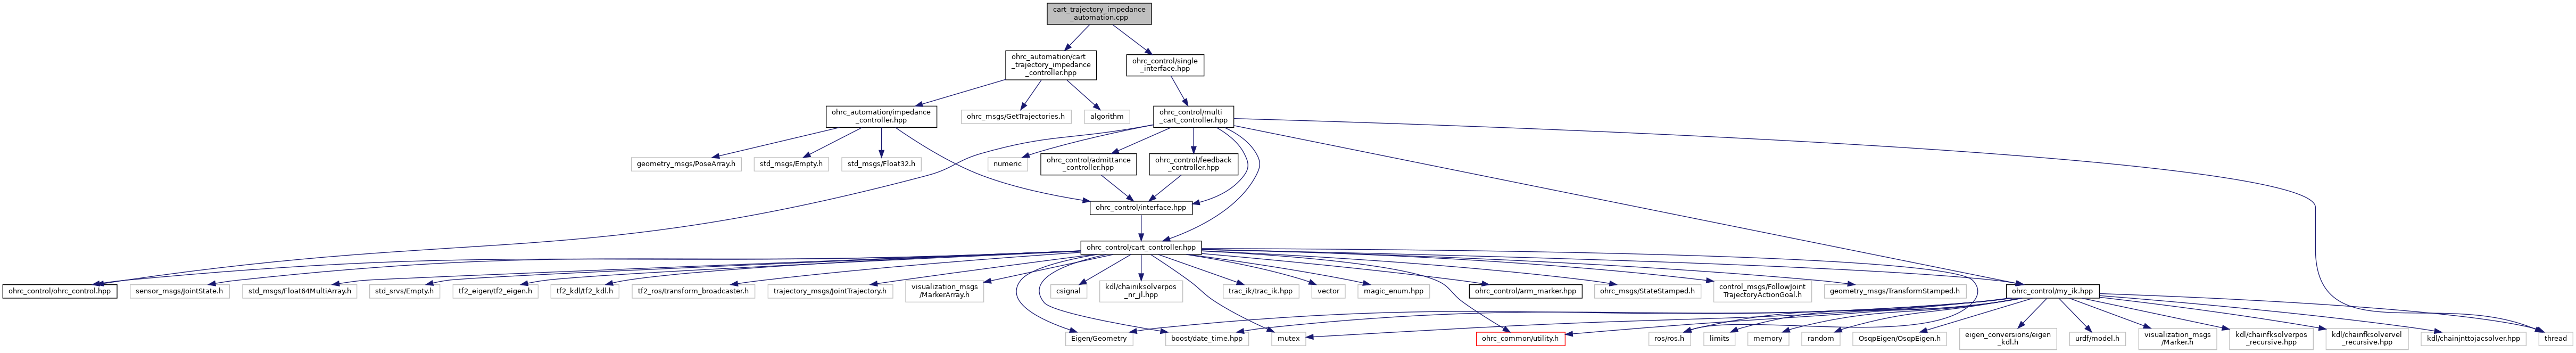 cart_trajectory_impedance
_automation.cpp
ohrc_automation/cart
_trajectory_impedance
_controller.hpp
ohrc_control/single
_interface.hpp
ohrc_automation/impedance
_controller.hpp
ohrc_msgs/GetTrajectories.h
algorithm
ohrc_control/multi
_cart_controller.hpp
geometry_msgs/PoseArray.h
std_msgs/Empty.h
std_msgs/Float32.h
numeric
ohrc_control/admittance
_controller.hpp
ohrc_control/feedback
_controller.hpp
ohrc_control/interface.hpp
ohrc_control/cart_controller.hpp
ohrc_control/ohrc_control.hpp
sensor_msgs/JointState.h
std_msgs/Float64MultiArray.h
std_srvs/Empty.h
tf2_eigen/tf2_eigen.h
tf2_kdl/tf2_kdl.h
tf2_ros/transform_broadcaster.h
trajectory_msgs/JointTrajectory.h
visualization_msgs
/MarkerArray.h
csignal
kdl/chainiksolverpos
_nr_jl.hpp
trac_ik/trac_ik.hpp
vector
magic_enum.hpp
ohrc_control/arm_marker.hpp
ohrc_msgs/StateStamped.h
control_msgs/FollowJoint
TrajectoryActionGoal.h
geometry_msgs/TransformStamped.h
ohrc_control/my_ik.hpp
Eigen/Geometry
boost/date_time.hpp
mutex
ohrc_common/utility.h
ros/ros.h
limits
memory
random
OsqpEigen/OsqpEigen.h
eigen_conversions/eigen
_kdl.h
urdf/model.h
visualization_msgs
/Marker.h
kdl/chainfksolverpos
_recursive.hpp
kdl/chainfksolvervel
_recursive.hpp
kdl/chainjnttojacsolver.hpp
thread